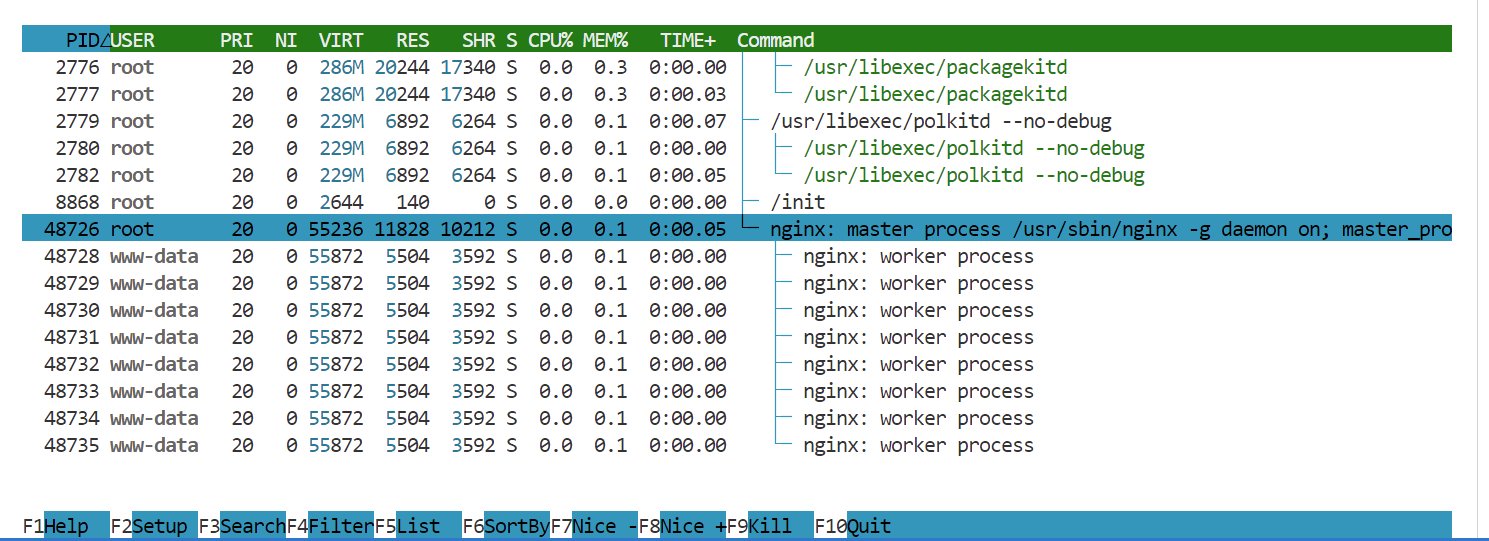 PID△USER PRI NI VIRT RES SHR S CPU% MEM% TIME+ Command
2776 root 20 0 286M 20244 17340 S 0.0 0.3 0:00.00 /usr/libexec/packagekitd
2777 root 20 0 286M 20244 17340 S 0.0 0.3 0:00.03 /usr/libexec/packagekitd
2779 root 20 0 229M 6892 6264 S 0.0 0.1 0:00.07 /usr/libexec/polkitd --no-debug
2780 root 20 0 229M 6892 6264 S 0.0 0.1 0:00.00 /usr/libexec/polkitd --no-debug
2782 root 20 0 229M 6892 6264 S 0.0 0.1 0:00.05 /usr/libexec/polkitd --no-debug
8868 root 20 0 2644 140 0 S 0.0 0.0 0:00.00 /init
48726 root 20 0 55236 11828 10212 S 0.0 0.1 0:00.05 nginx: master process /usr/sbin/nginx -g daemon on; master_pro
48728 www-data 20 0 55872 5504 3592 S 0.0 0.1 0:00.00 nginx: worker process
48729 www-data 20 0 55872 5504 3592 S 0.0 0.1 0:00.00 nginx: worker process
48730 www-data 20 0 55872 5504 3592 S 0.0 0.1 0:00.00 nginx: worker process
48731 www-data 20 0 55872 5504 3592 S 0.0 0.1 0:00.00 nginx: worker process
48732 www-data 20 0 55872 5504 3592 S 0.0 0.1 0:00.00 nginx: worker process
48733 www-data 20 0 55872 5504 3592 S 0.0 0.1 0:00.00 nginx: worker process
48734 www-data 20 0 55872 5504 3592 S 0.0 0.1 0:00.00 nginx: worker process
48735 www-data 20 0 55872 5504 3592 S 0.0 0.1 0:00.00 nginx: worker process
F1Help F2Setup F3SearchF4FilterF5List F6SortByF7Nice -F8Nice +F9Kill F10Quit